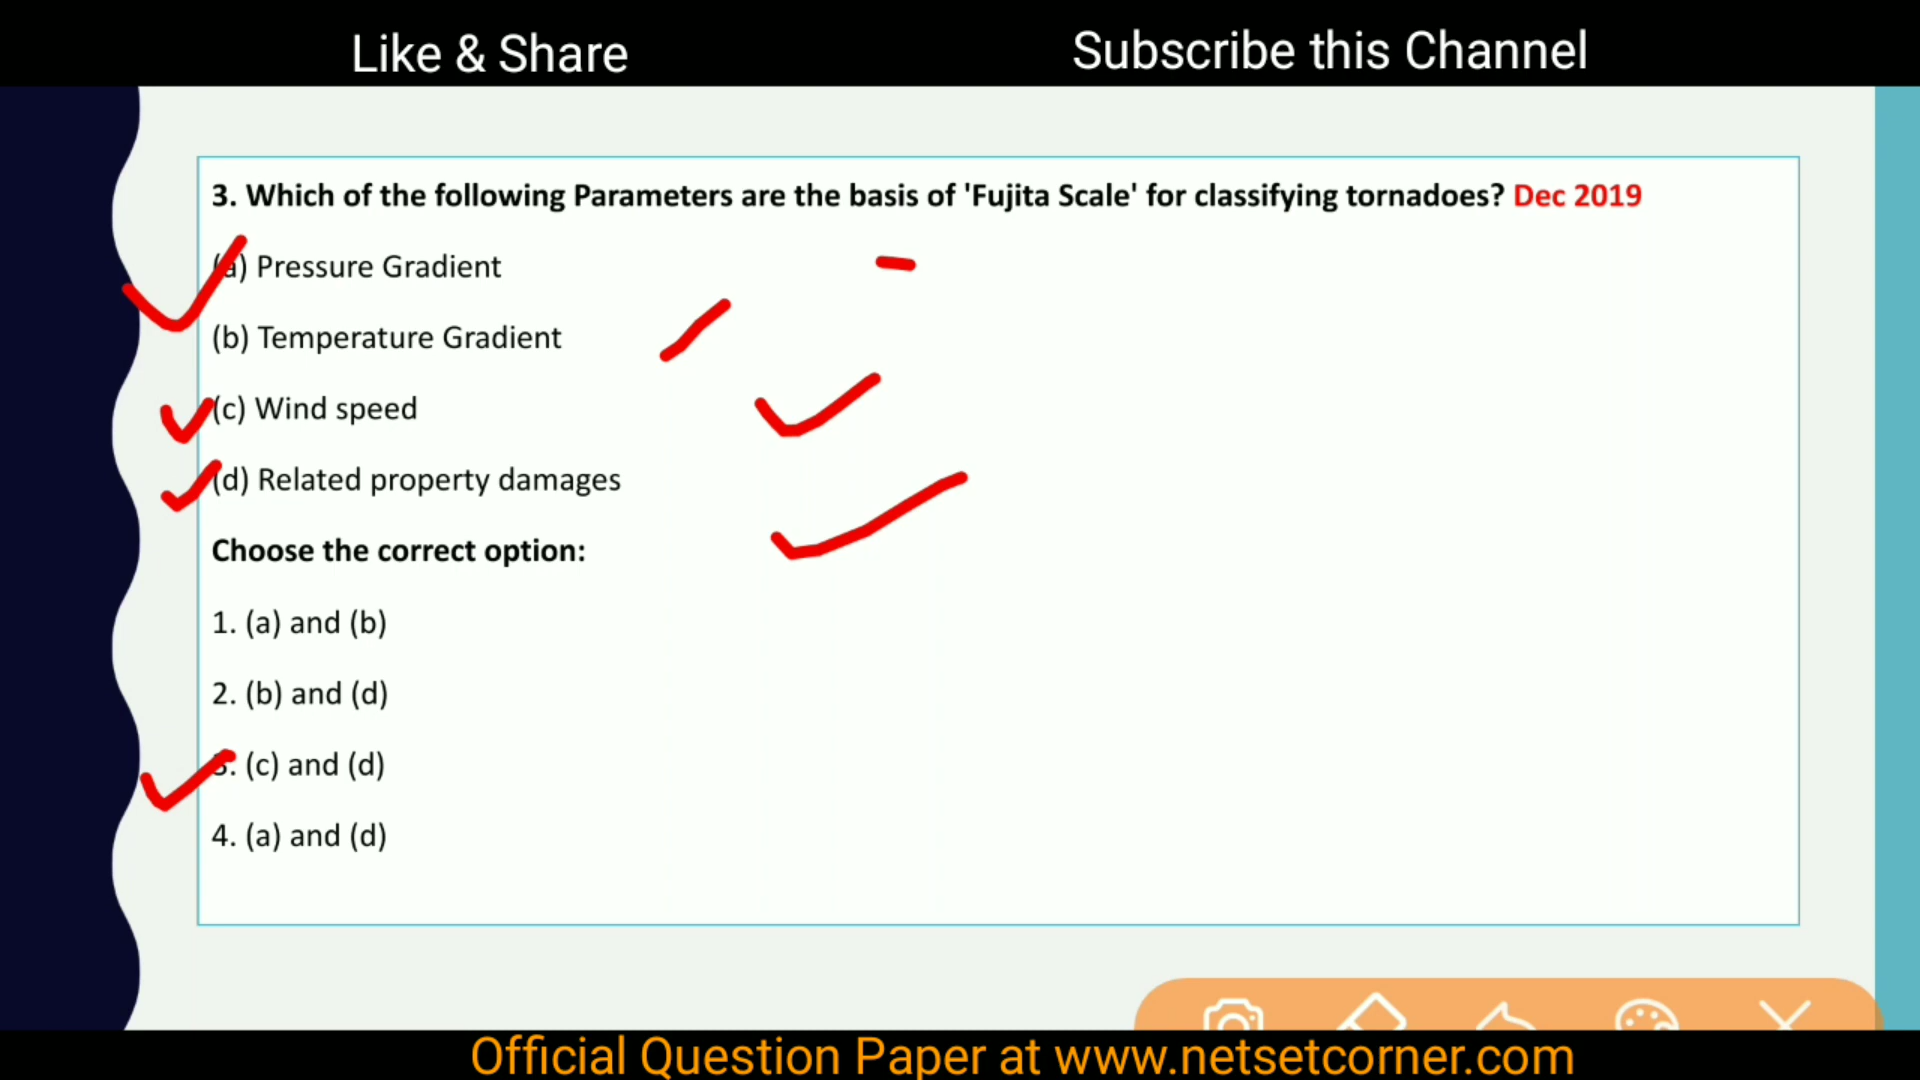 Like & Share
Subscribe this Channel
3. Which of the following Parameters are the basis of 'Fujita Scale' for classifying tornadoes? Dec 2019
(a) Pressure Gradient
(b) Temperature Gradient
(c) Wind speed
(d) Related property damages
Choose the correct option:
1. (a) and (b)
2. (b) and (d)
3. (c) and (d)
4. (a) and (d)
Official Question Paper at www.netsetcorner.com